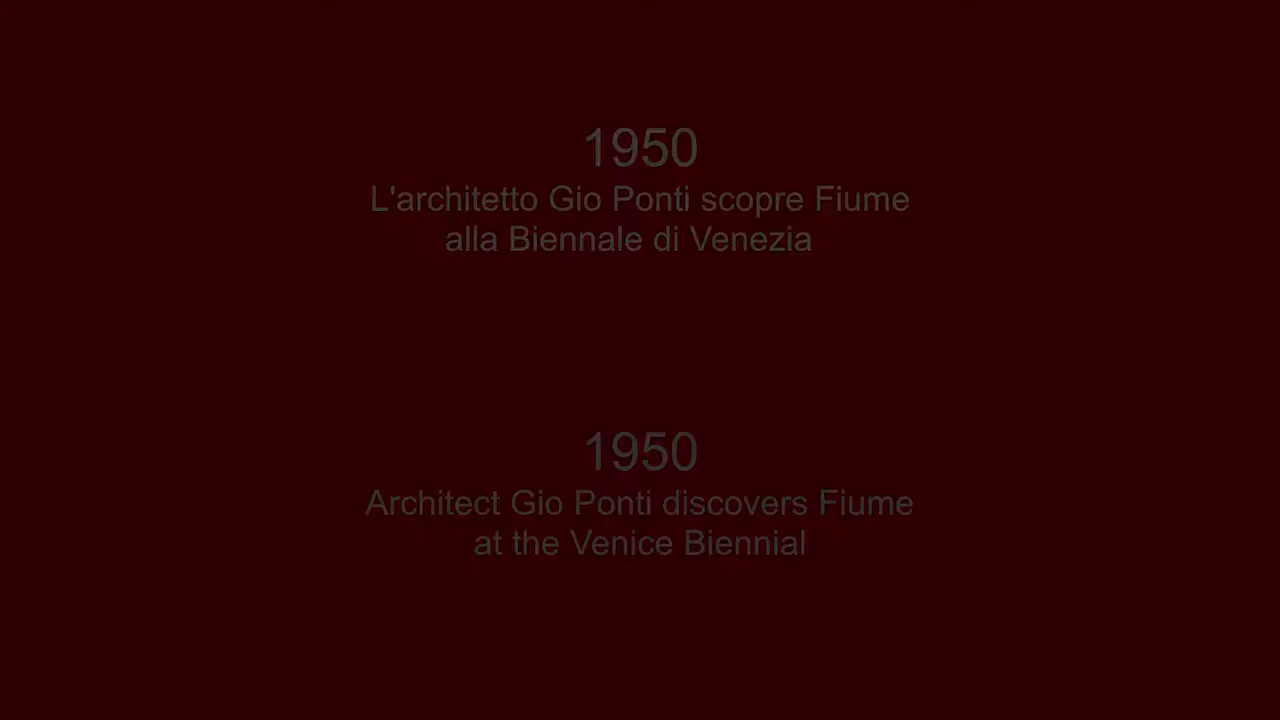 1950
L'architetto Gio Ponti scopre Fiume
alla Biennale di Venezia
1950
Architect Gio Ponti discovers Fiume
at the Venice Biennial